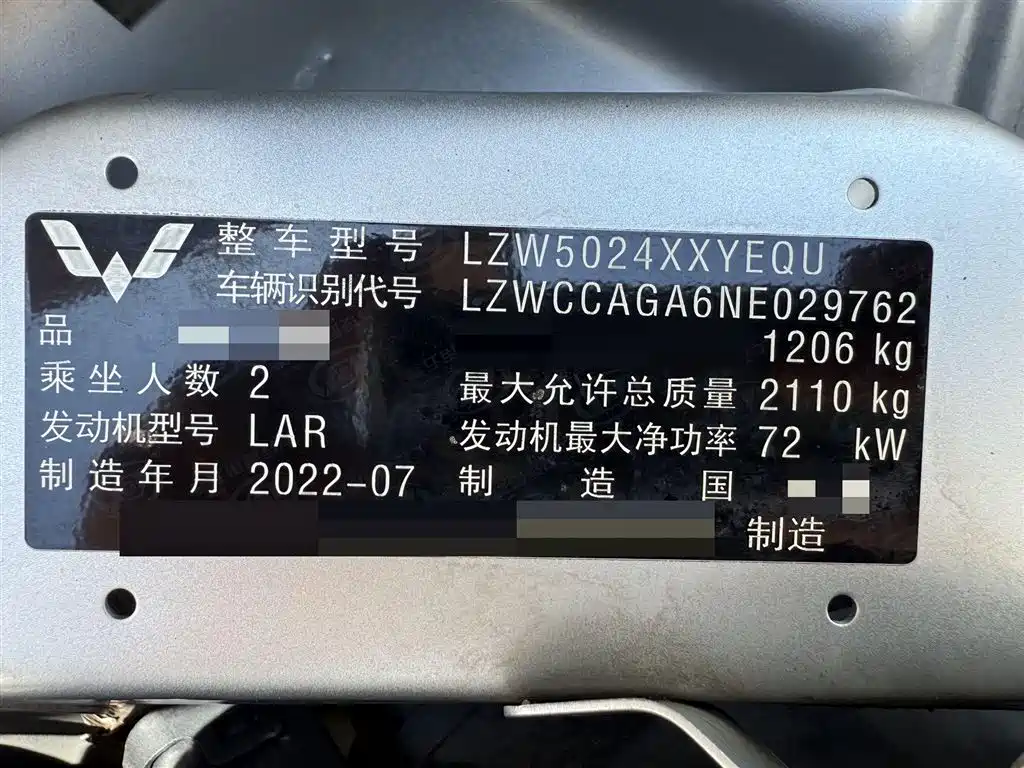 整车型号 LZW5024XXYEQU
车辆识别代号 LZWCCAGA6NE029762
品
1206 kg
乘坐人数 2 最大允许总质量 2110 kg
发动机型号 LAR 发动机最大净功率 72 kW
制造年月 2022-07 制造国
制造